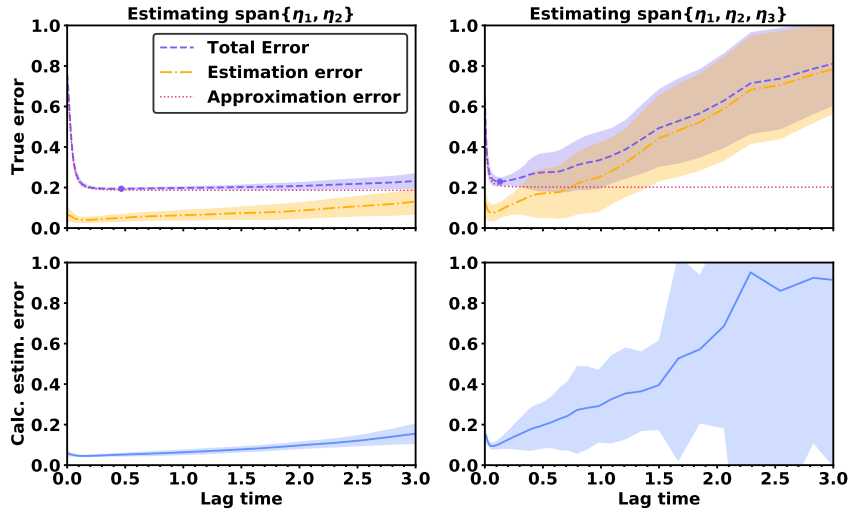 Estimating span{η₁, η₂}
Estimating span{η₁, η₂, η₃}
True error
1.0
0.8
0.6
0.4
0.2
0.0
Total Error
Estimation error
Approximation error
1.0
0.8
0.6
0.4
0.2
0.0
Calc. estim. error
1.0
0.8
0.6
0.4
0.2
0.0
0.0 0.5 1.0 1.5 2.0 2.5 3.0
Lag time
1.0
0.8
0.6
0.4
0.2
0.0
0.0 0.5 1.0 1.5 2.0 2.5 3.0
Lag time